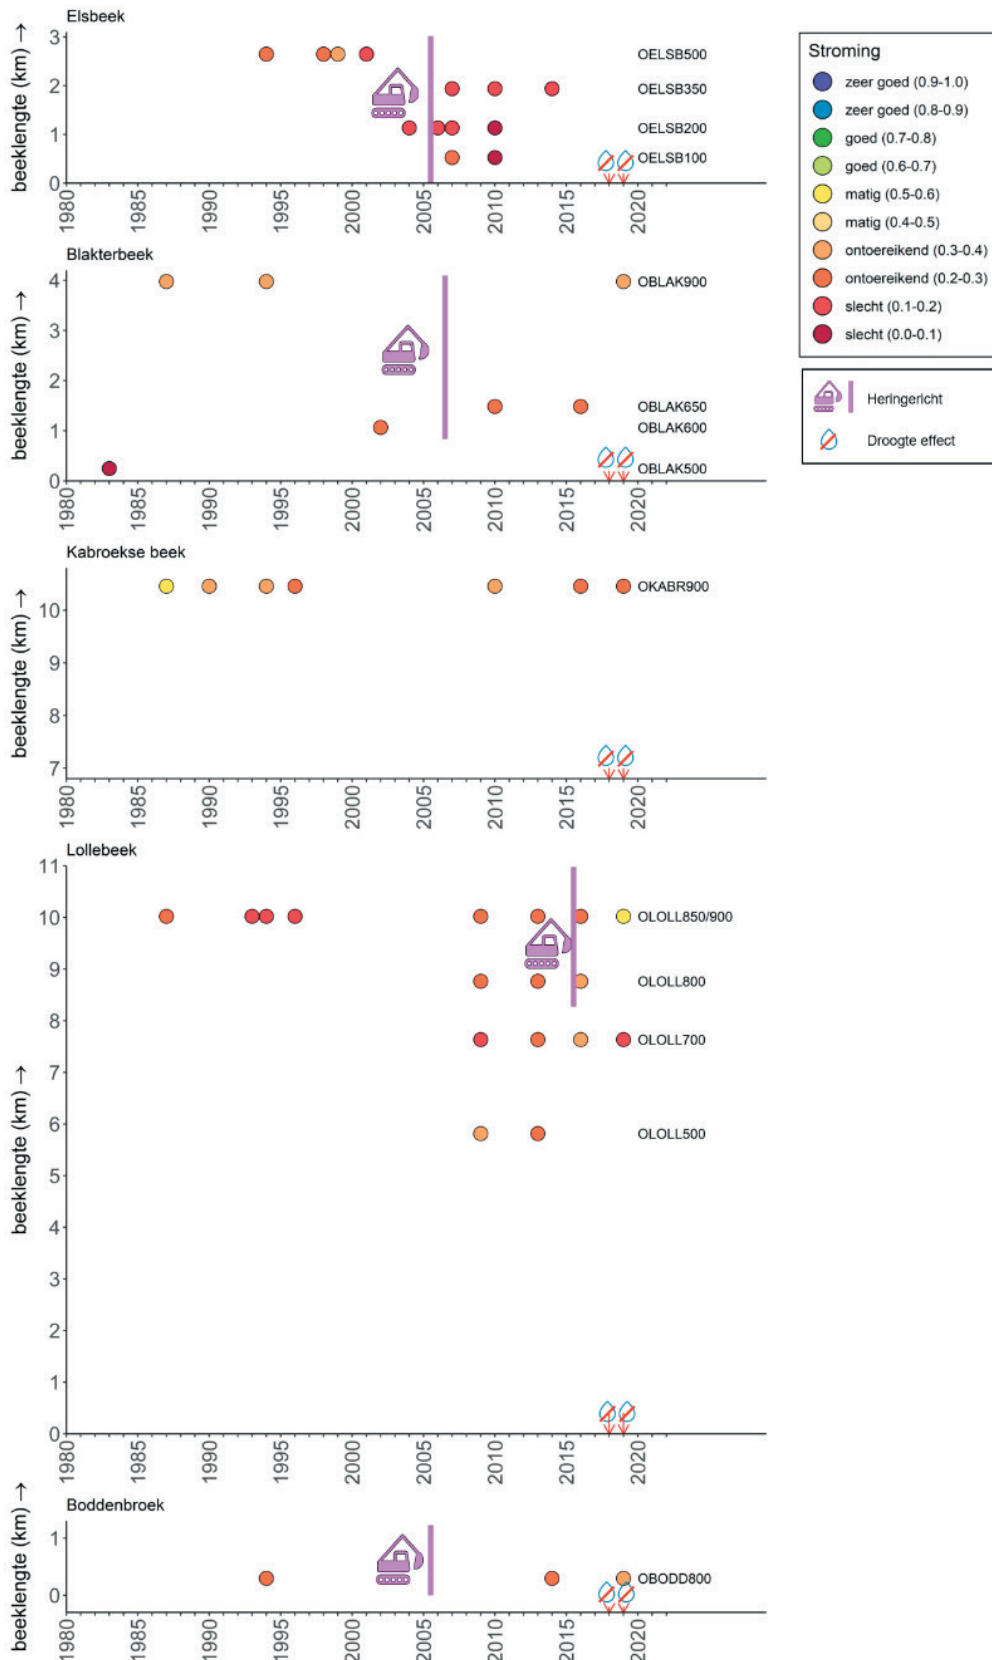 Elsbeek
beeklengte (km) →
3
2
1
0
OELSB500
OELSB350
OELSB200
OELSB100
1980
1985
1990
1995
2000
2005
2010
2015
2020
Stroming
zeer goed (0.9-1.0)
zeer goed (0.8-0.9)
goed (0.7-0.8)
goed (0.6-0.7)
matig (0.5-0.6)
matig (0.4-0.5)
ontoereikend (0.3-0.4)
ontoereikend (0.2-0.3)
slecht (0.1-0.2)
slecht (0.0-0.1)
Heringericht
Droogte effect
Blakterbeek
beeklengte (km) →
4
3
2
1
0
OBLAK900
OBLAK650
OBLAK600
OBLAK500
1980
1985
1990
1995
2000
2005
2010
2015
2020
Kabroekse beek
beeklengte (km) →
10
9
8
7
OKABR900
1980
1985
1990
1995
2000
2005
2010
2015
2020
Lollebeek
beeklengte (km) →
11
10
9
8
7
6
5
4
3
2
1
0
OLOLL850/900
OLOLL800
OLOLL700
OLOLL500
1980
1985
1990
1995
2000
2005
2010
2015
2020
Boddenbroek
beeklengte (km) →
1
0
OBODD800
1980
1985
1990
1995
2000
2005
2010
2015
2020